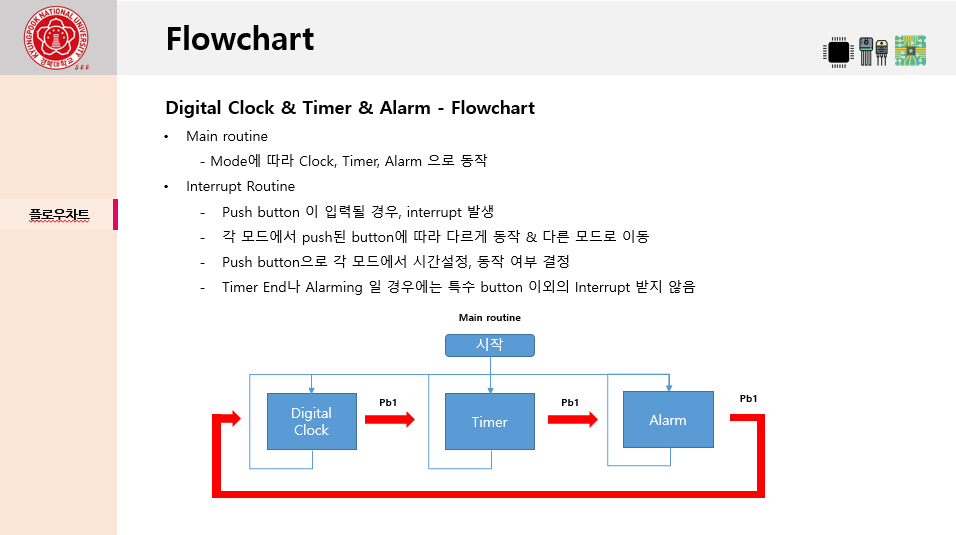 KYUNGPOOK NATIONAL UNIVERSITY
경북대학교
Flowchart
플로우차트
Digital Clock & Timer & Alarm - Flowchart
• Main routine
- Mode에 따라 Clock, Timer, Alarm 으로 동작
• Interrupt Routine
- Push button 이 입력될 경우, interrupt 발생
- 각 모드에서 push된 button에 따라 다르게 동작 & 다른 모드로 이동
- Push button으로 각 모드에서 시간설정, 동작 여부 결정
- Timer End나 Alarming 일 경우에는 특수 button 이외의 Interrupt 받지 않음
Main routine
시작
Digital
Clock
Pb1
Timer
Pb1
Alarm
Pb1